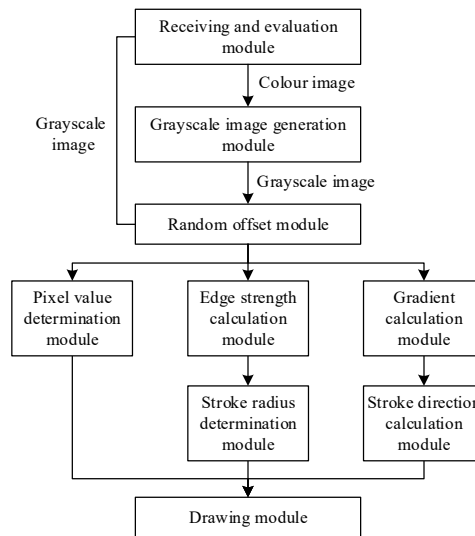 Receiving and evaluation
module
Colour image
Grayscale
image
Grayscale image generation
module
Grayscale image
Random offset module
Pixel value
determination
module
Edge strength
calculation
module
Gradient
calculation
module
Stroke radius
determination
module
Stroke direction
calculation
module
Drawing module